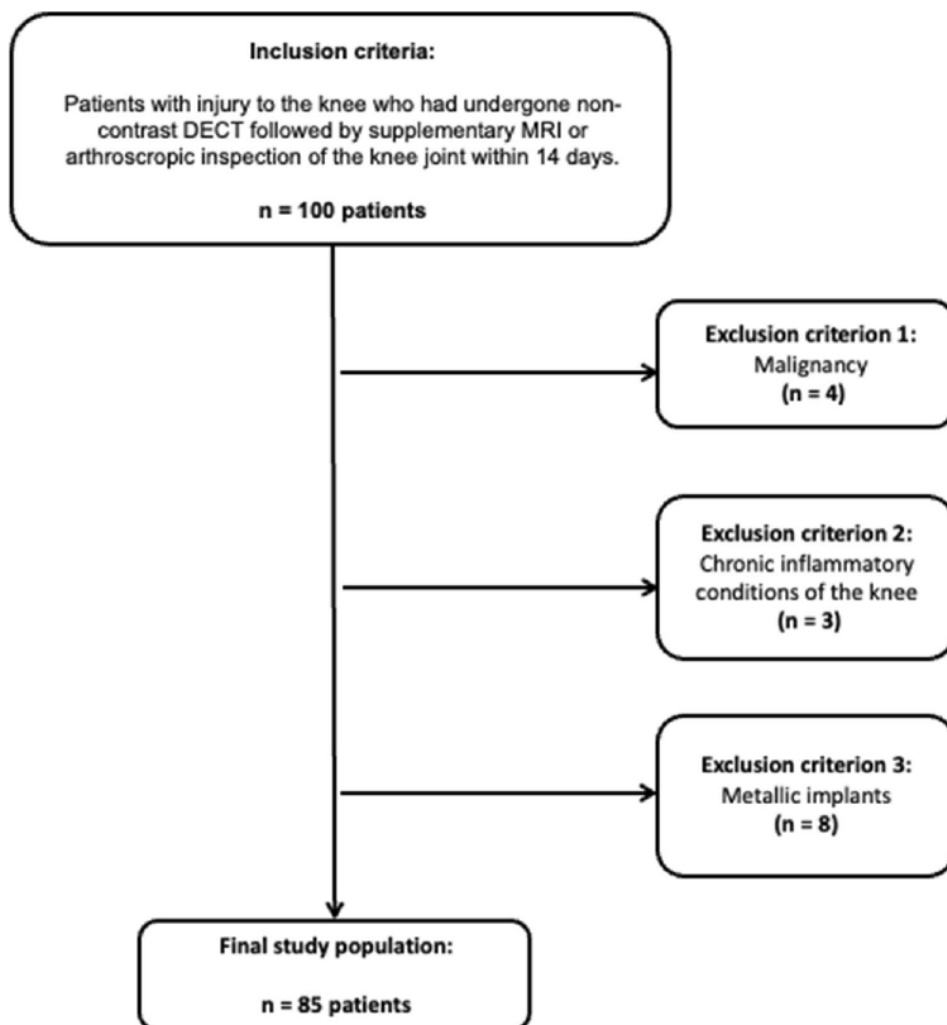 Inclusion criteria:
Patients with injury to the knee who had undergone non-
contrast DECT followed by supplementary MRI or
arthroscropic inspection of the knee joint within 14 days.
n = 100 patients
Exclusion criterion 1:
Malignancy
(n = 4)
Exclusion criterion 2:
Chronic inflammatory
conditions of the knee
(n = 3)
Exclusion criterion 3:
Metallic implants
(n = 8)
Final study population:
n = 85 patients